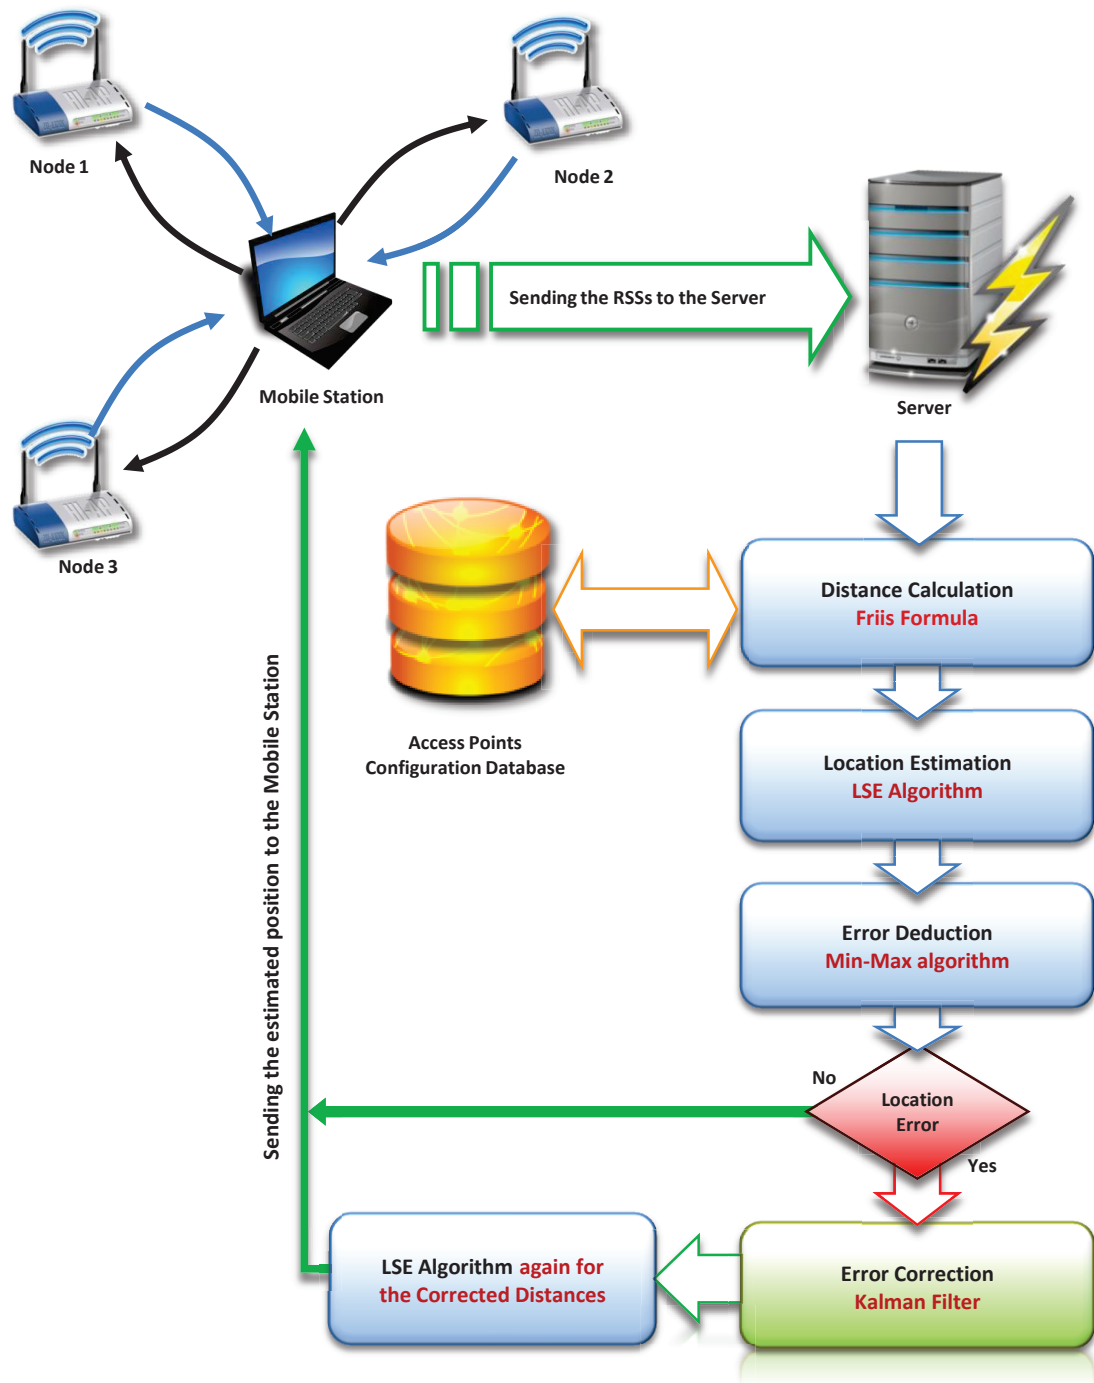 Node 1
Node 2
Sending the RSSs to the Server
Mobile Station
Server
Node 3
Distance Calculation
Friis Formula
Access Points
Configuration Database
Location Estimation
LSE Algorithm
Error Deduction
Min-Max algorithm
Sending the estimated position to the Mobile Station
No
Location
Error
Yes
LSE Algorithm again for
the Corrected Distances
Error Correction
Kalman Filter